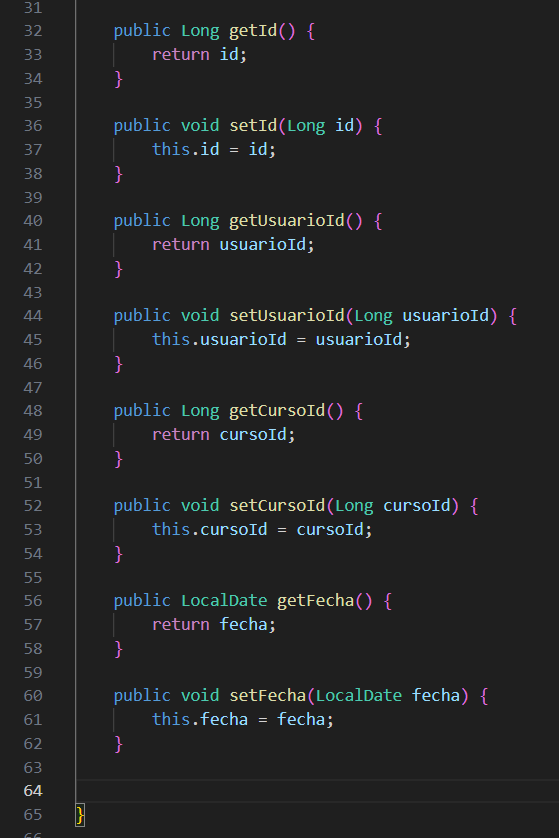 31
32 public Long getId() {
33 return id;
34 }
35
36 public void setId(Long id) {
37 this.id = id;
38 }
39
40 public Long getUsuarioId() {
41 return usuarioId;
42 }
43
44 public void setUsuarioId(Long usuarioId) {
45 this.usuarioId = usuarioId;
46 }
47
48 public Long getCursoId() {
49 return cursoId;
50 }
51
52 public void setCursoId(Long cursoId) {
53 this.cursoId = cursoId;
54 }
55
56 public LocalDate getFecha() {
57 return fecha;
58 }
59
60 public void setFecha(LocalDate fecha) {
61 this.fecha = fecha;
62 }
63
64
65 }
66